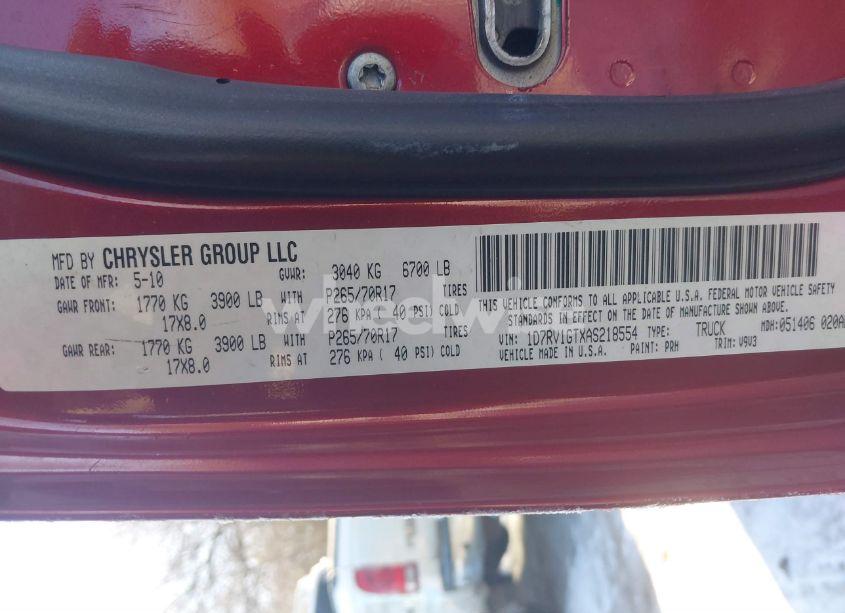 MFD BY CHRYSLER GROUP LLC
DATE OF MFR: 5-10 GVWR: 3040 KG 6700 LB
GAWR FRONT: 1770 KG 3900 LB WITH P265/70R17 TIRES
17X8.0 RIMS AT 276 KPA ( 40 PSI) COLD
GAWR REAR: 1770 KG 3900 LB WITH P265/70R17 TIRES
17X8.0 RIMS AT 276 KPA ( 40 PSI) COLD
THIS VEHICLE CONFORMS TO ALL APPLICABLE U.S.A. FEDERAL MOTOR VEHICLE SAFETY
STANDARDS IN EFFECT ON THE DATE OF MANUFACTURE SHOWN ABOVE.
VIN: 1D7RV1GTXAS218554 TYPE: TRUCK MDH: 051406 020A
VEHICLE MADE IN U.S.A. PAINT: PRH TRIM: V9V3